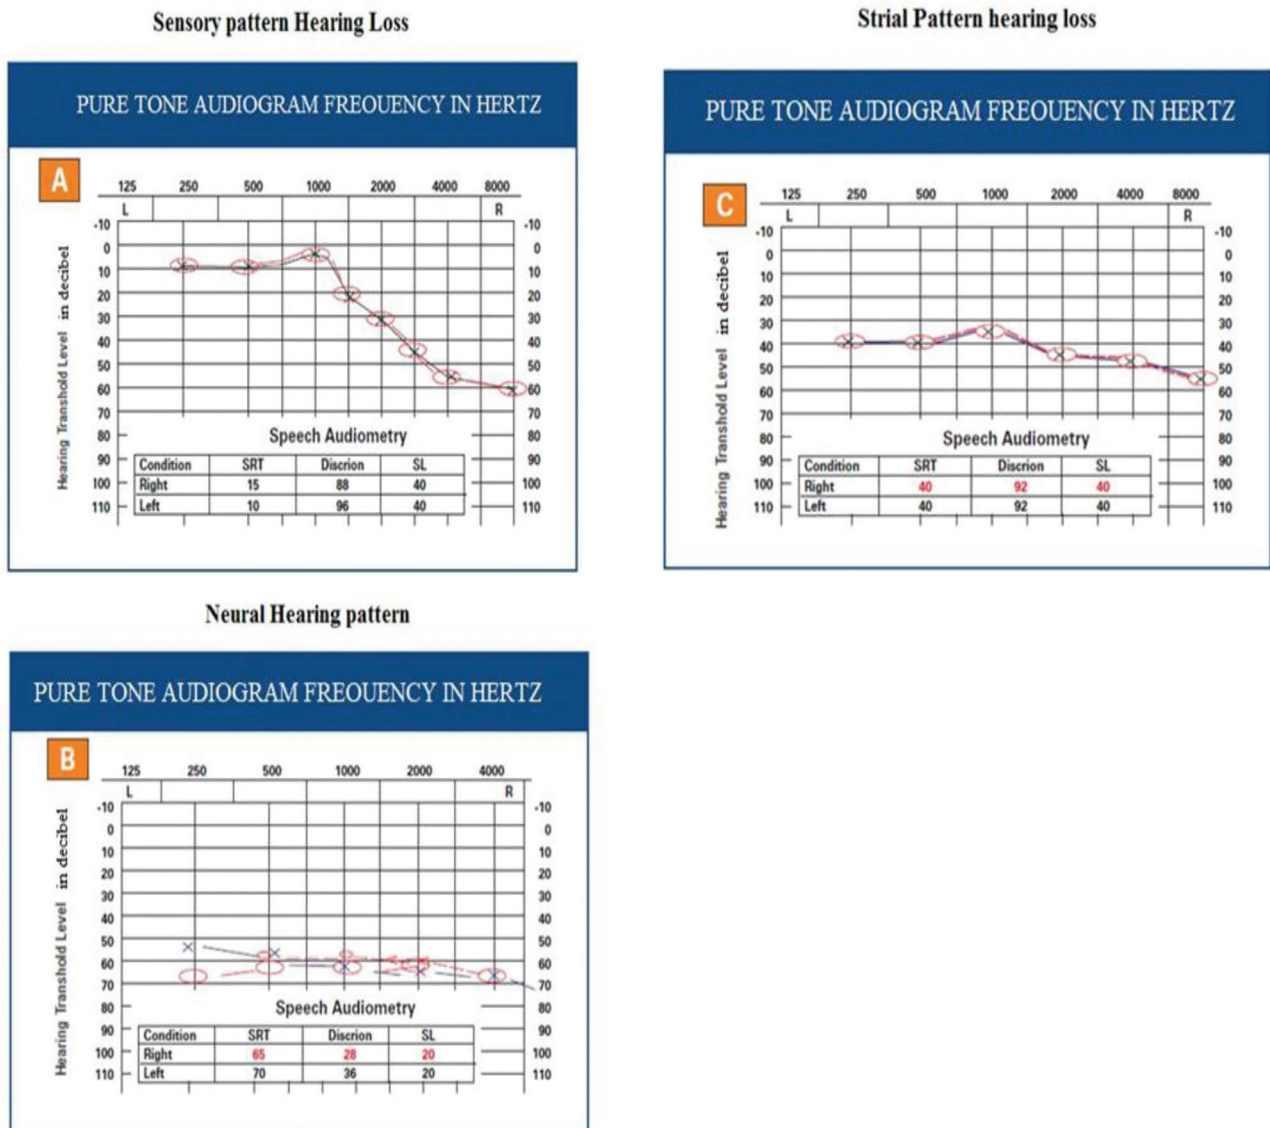 Sensory pattern Hearing Loss
PURE TONE AUDIOGRAM FREOUENCY IN HERTZ
A
125 250 500 1000 2000 4000 8000
L R
-10 -10
0 0
10 10
20 20
30 30
40 40
50 50
60 60
70 70
80 80
90 90
100 100
110 110
Hearing Transhold Level in decibel
Speech Audiometry
Condition SRT Discrion SL
Right 15 88 40
Left 10 96 40
Strial Pattern hearing loss
PURE TONE AUDIOGRAM FREOUENCY IN HERTZ
C
125 250 500 1000 2000 4000 8000
L R
-10 -10
0 0
10 10
20 20
30 30
40 40
50 50
60 60
70 70
80 80
90 90
100 100
110 110
Hearing Transhold Level in decibel
Speech Audiometry
Condition SRT Discrion SL
Right 40 92 40
Left 40 92 40
Neural Hearing pattern
PURE TONE AUDIOGRAM FREOUENCY IN HERTZ
B
125 250 500 1000 2000 4000
L R
-10 -10
0 0
10 10
20 20
30 30
40 40
50 50
60 60
70 70
80 80
90 90
100 100
110 110
Hearing Transhold Level in decibel
Speech Audiometry
Condition SRT Discrion SL
Right 65 28 20
Left 70 36 20